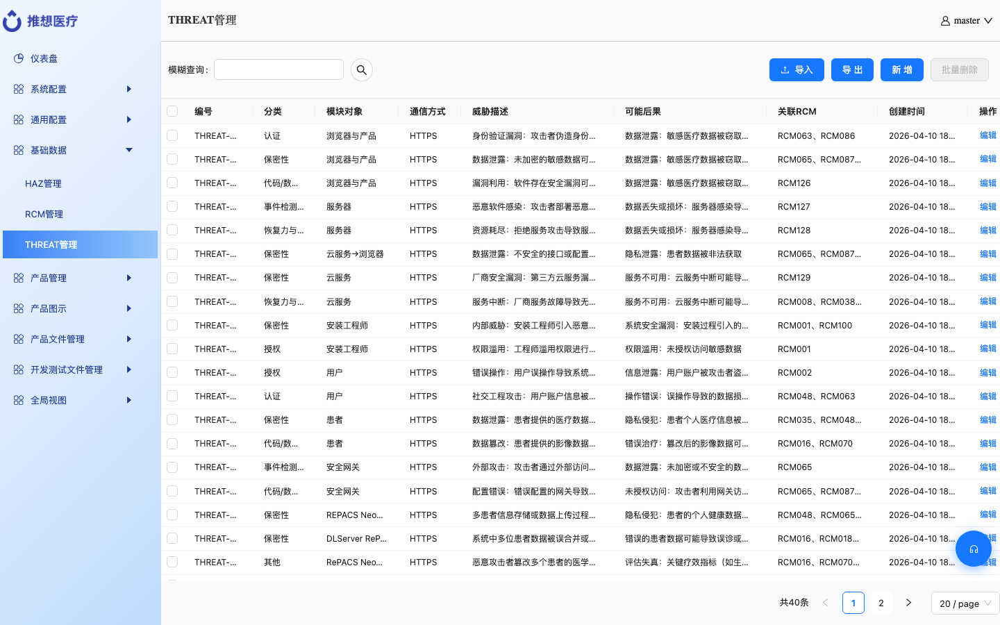 推想医疗
THREAT管理
master
仪表盘
系统配置
通用配置
基础数据
HAZ管理
RCM管理
THREAT管理
产品管理
产品图示
产品文件管理
开发测试文件管理
全局视图
模糊查询：
导入
导 出
新 增
批量删除
编号 分类 模块对象 通信方式 威胁描述 可能后果 关联RCM 创建时间 操作
THREAT-... 认证 浏览器与产品 HTTPS 身份验证漏洞：攻击者伪造身份... 数据泄露：敏感医疗数据被窃取... RCM063、RCM086 2026-04-10 18... 编辑
THREAT-... 保密性 浏览器与产品 HTTPS 数据泄露：未加密的敏感数据可... 数据泄露：敏感医疗数据被窃取... RCM065、RCM087... 2026-04-10 18... 编辑
THREAT-... 代码/数... 浏览器与产品 HTTPS 漏洞利用：软件存在安全漏洞可... 数据泄露：敏感医疗数据被窃取... RCM126 2026-04-10 18... 编辑
THREAT-... 事件检测... 服务器 HTTPS 恶意软件感染：攻击者部署恶意... 数据丢失或损坏：服务器感染导... RCM127 2026-04-10 18... 编辑
THREAT-... 恢复力与... 服务器 HTTPS 资源耗尽：拒绝服务攻击导致服... 数据丢失或损坏：服务器感染导... RCM128 2026-04-10 18... 编辑
THREAT-... 保密性 云服务→浏览器 HTTPS 数据泄露：不安全的接口或配置... 隐私泄露：患者数据被非法获取 RCM065、RCM087... 2026-04-10 18... 编辑
THREAT-... 保密性 云服务 HTTPS 厂商安全漏洞：第三方云服务漏... 服务不可用：云服务中断可能导... RCM129 2026-04-10 18... 编辑
THREAT-... 恢复力与... 云服务 HTTPS 服务中断：厂商服务故障导致无... 服务不可用：云服务中断可能导... RCM008、RCM038... 2026-04-10 18... 编辑
THREAT-... 保密性 安装工程师 HTTPS 内部威胁：安装工程师引入恶意... 系统安全漏洞：安装过程引入的... RCM001、RCM100 2026-04-10 18... 编辑
THREAT-... 授权 安装工程师 HTTPS 权限滥用：工程师滥用权限进行... 权限滥用：未授权访问敏感数据 RCM001 2026-04-10 18... 编辑
THREAT-... 授权 用户 HTTPS 错误操作：用户误操作导致系统... 信息泄露：用户账户被攻击者盗... RCM002 2026-04-10 18... 编辑
THREAT-... 认证 用户 HTTPS 社交工程攻击：用户账户信息被... 操作错误：误操作导致的数据损... RCM048、RCM063 2026-04-10 18... 编辑
THREAT-... 保密性 患者 HTTPS 数据泄露：患者提供的医疗数据... 隐私侵犯：患者个人医疗信息被... RCM035、RCM048... 2026-04-10 18... 编辑
THREAT-... 代码/数... 患者 HTTPS 数据篡改：患者提供的影像数据... 错误治疗：篡改后的影像数据可... RCM016、RCM070 2026-04-10 18... 编辑
THREAT-... 事件检测... 安全网关 HTTPS 外部攻击：攻击者通过外部访问... 数据泄露：未加密或不安全的数... RCM065 2026-04-10 18... 编辑
THREAT-... 代码/数... 安全网关 HTTPS 配置错误：错误配置的网关导致... 未授权访问：攻击者利用网关访... RCM065、RCM087... 2026-04-10 18... 编辑
THREAT-... 保密性 REPACS Neo... HTTPS 多患者信息存储或数据上传过程... 隐私侵犯：患者的个人健康数据... RCM048、RCM065... 2026-04-10 18... 编辑
THREAT-... 保密性 DLServer ReP... HTTPS 系统中多位患者数据被误合并或... 错误的患者数据可能导致误诊或... RCM016、RCM018... 2026-04-10 18... 辑
THREAT-... 其他 RePACS Neo... HTTPS 恶意攻击者篡改多个患者的医学... 评估失真：关键疗效指标（如生... RCM016、RCM070... 2026-04-10 18... 编辑
共40条 1 2 20 / page